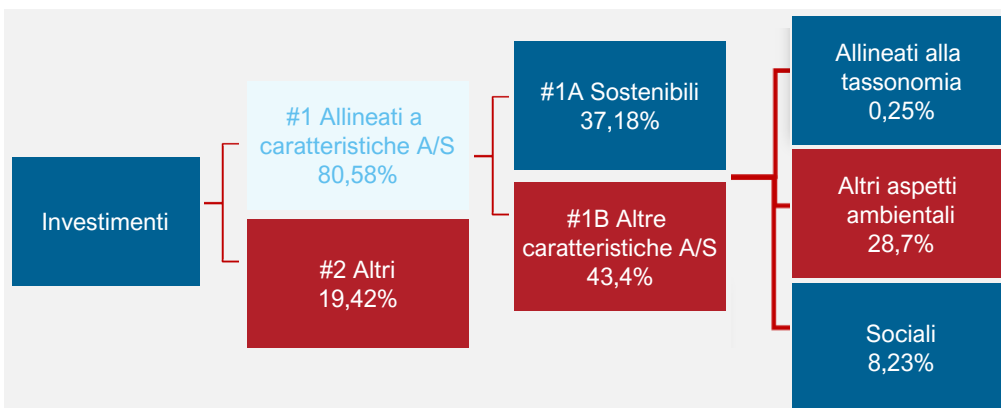 Investimenti
#1 Allineati a
caratteristiche A/S
80,58%
#2 Altri
19,42%
#1A Sostenibili
37,18%
#1B Altre
caratteristiche A/S
43,4%
Allineati alla
tassonomia
0,25%
Altri aspetti
ambientali
28,7%
Sociali
8,23%